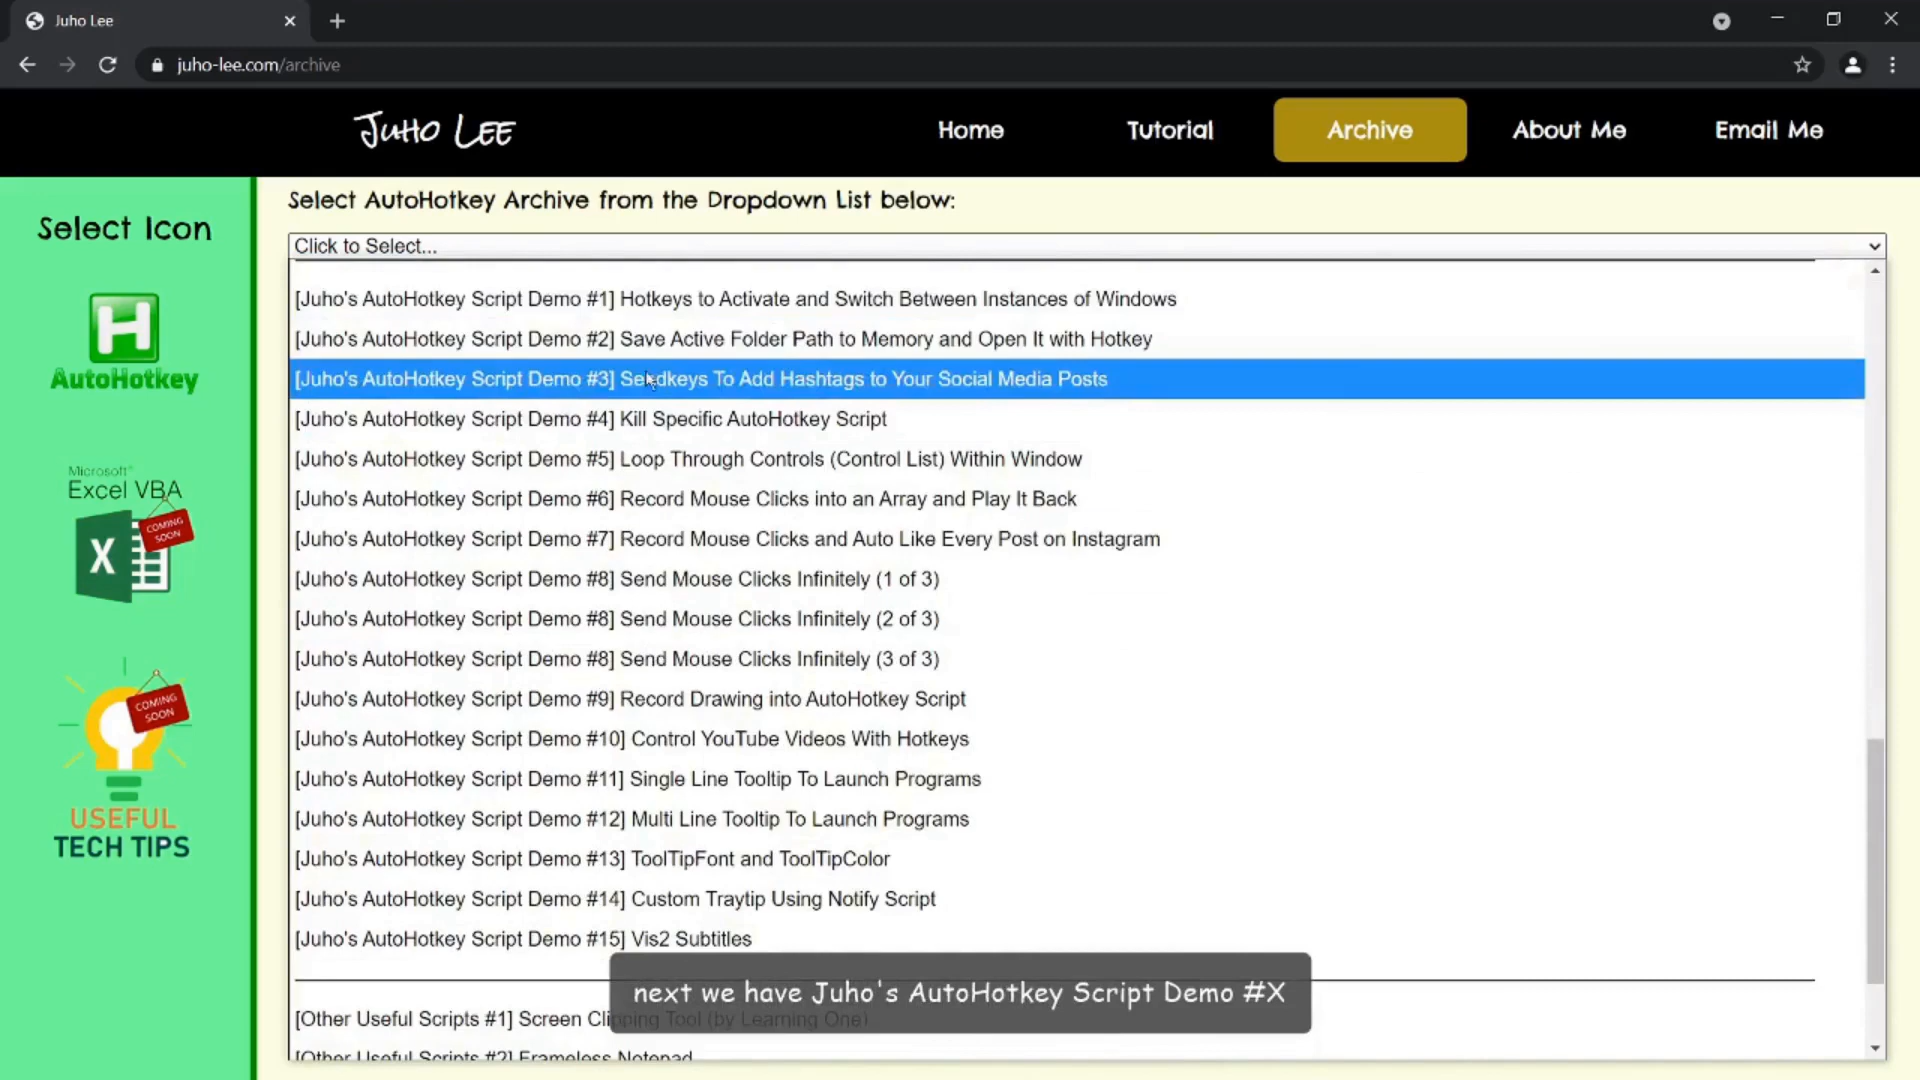 Juho Lee
juho-lee.com/archive
Juho Lee
Home
Tutorial
Archive
About Me
Email Me
Select Icon
AutoHotkey
Microsoft®
Excel VBA
COMING
SOON
COMING
SOON
USEFUL
TECH TIPS
Select AutoHotkey Archive from the Dropdown List below:
Click to Select...
[Juho's AutoHotkey Script Demo #1] Hotkeys to Activate and Switch Between Instances of Windows
[Juho's AutoHotkey Script Demo #2] Save Active Folder Path to Memory and Open It with Hotkey
[Juho's AutoHotkey Script Demo #3] Sendkeys To Add Hashtags to Your Social Media Posts
[Juho's AutoHotkey Script Demo #4] Kill Specific AutoHotkey Script
[Juho's AutoHotkey Script Demo #5] Loop Through Controls (Control List) Within Window
[Juho's AutoHotkey Script Demo #6] Record Mouse Clicks into an Array and Play It Back
[Juho's AutoHotkey Script Demo #7] Record Mouse Clicks and Auto Like Every Post on Instagram
[Juho's AutoHotkey Script Demo #8] Send Mouse Clicks Infinitely (1 of 3)
[Juho's AutoHotkey Script Demo #8] Send Mouse Clicks Infinitely (2 of 3)
[Juho's AutoHotkey Script Demo #8] Send Mouse Clicks Infinitely (3 of 3)
[Juho's AutoHotkey Script Demo #9] Record Drawing into AutoHotkey Script
[Juho's AutoHotkey Script Demo #10] Control YouTube Videos With Hotkeys
[Juho's AutoHotkey Script Demo #11] Single Line Tooltip To Launch Programs
[Juho's AutoHotkey Script Demo #12] Multi Line Tooltip To Launch Programs
[Juho's AutoHotkey Script Demo #13] ToolTipFont and ToolTipColor
[Juho's AutoHotkey Script Demo #14] Custom Traytip Using Notify Script
[Juho's AutoHotkey Script Demo #15] Vis2 Subtitles
next we have Juho's AutoHotkey Script Demo #X
[Other Useful Scripts #1] Screen Clipping Tool (by Learning One)
[Other Useful Scripts #2] Frameless Notepad